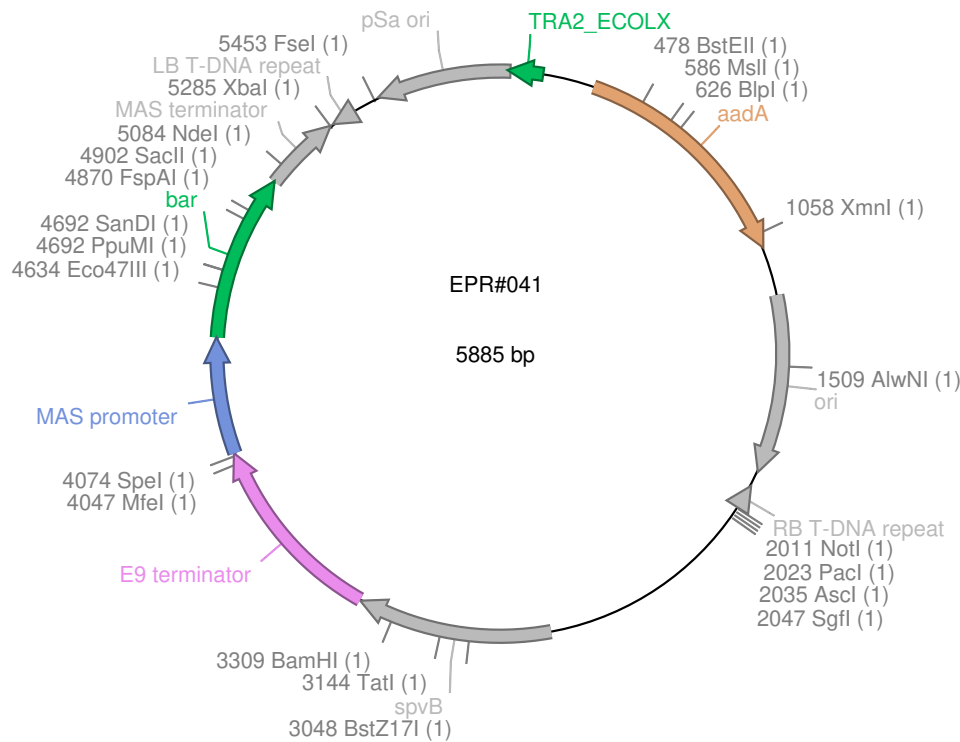 pSa ori
TRA2_ECOLX
5453 FseI (1)
LB T-DNA repeat
5285 XbaI (1)
MAS terminator
5084 NdeI (1)
4902 SacII (1)
4870 FspAI (1)
bar
4692 SanDI (1)
4692 PpuMI (1)
4634 Eco47III (1)
478 BstEII (1)
586 MslI (1)
626 BlpI (1)
aadA
1058 XmnI (1)
EPR#041
5885 bp
1509 AlwNI (1)
ori
MAS promoter
4074 SpeI (1)
4047 MfeI (1)
RB T-DNA repeat
2011 NotI (1)
2023 PacI (1)
2035 AscI (1)
2047 SgfI (1)
E9 terminator
3309 BamHI (1)
3144 TatI (1)
spvB
3048 BstZ17I (1)